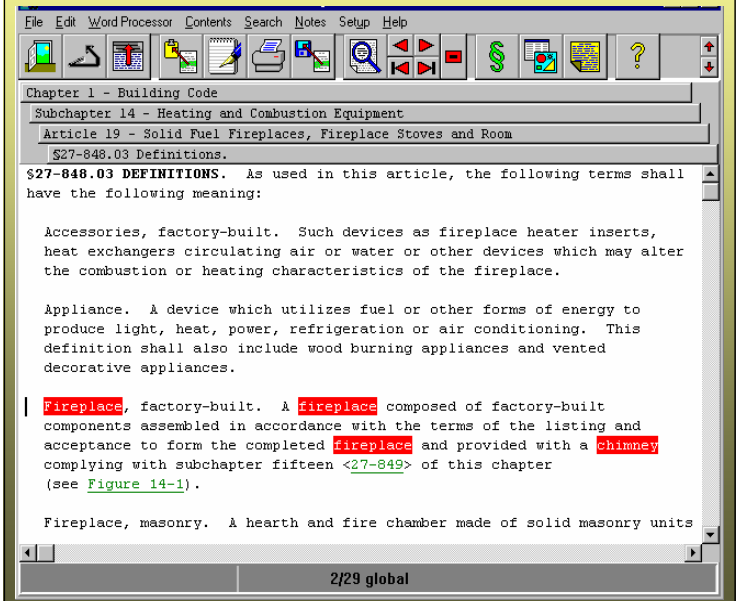 File Edit Word Processor Contents Search Notes Setup Help
§ ?
Chapter 1 - Building Code
Subchapter 14 - Heating and Combustion Equipment
Article 19 - Solid Fuel Fireplaces, Fireplace Stoves and Room
§27-848.03 Definitions.
§27-848.03 DEFINITIONS. As used in this article, the following terms shall
have the following meaning:
Accessories, factory-built. Such devices as fireplace heater inserts,
heat exchangers circulating air or water or other devices which may alter
the combustion or heating characteristics of the fireplace.
Appliance. A device which utilizes fuel or other forms of energy to
produce light, heat, power, refrigeration or air conditioning. This
definition shall also include wood burning appliances and vented
decorative appliances.
Fireplace, factory-built. A fireplace composed of factory-built
components assembled in accordance with the terms of the listing and
acceptance to form the completed fireplace and provided with a chimney
complying with subchapter fifteen <27-849> of this chapter
(see Figure 14-1).
Fireplace, masonry. A hearth and fire chamber made of solid masonry units
2/29 global